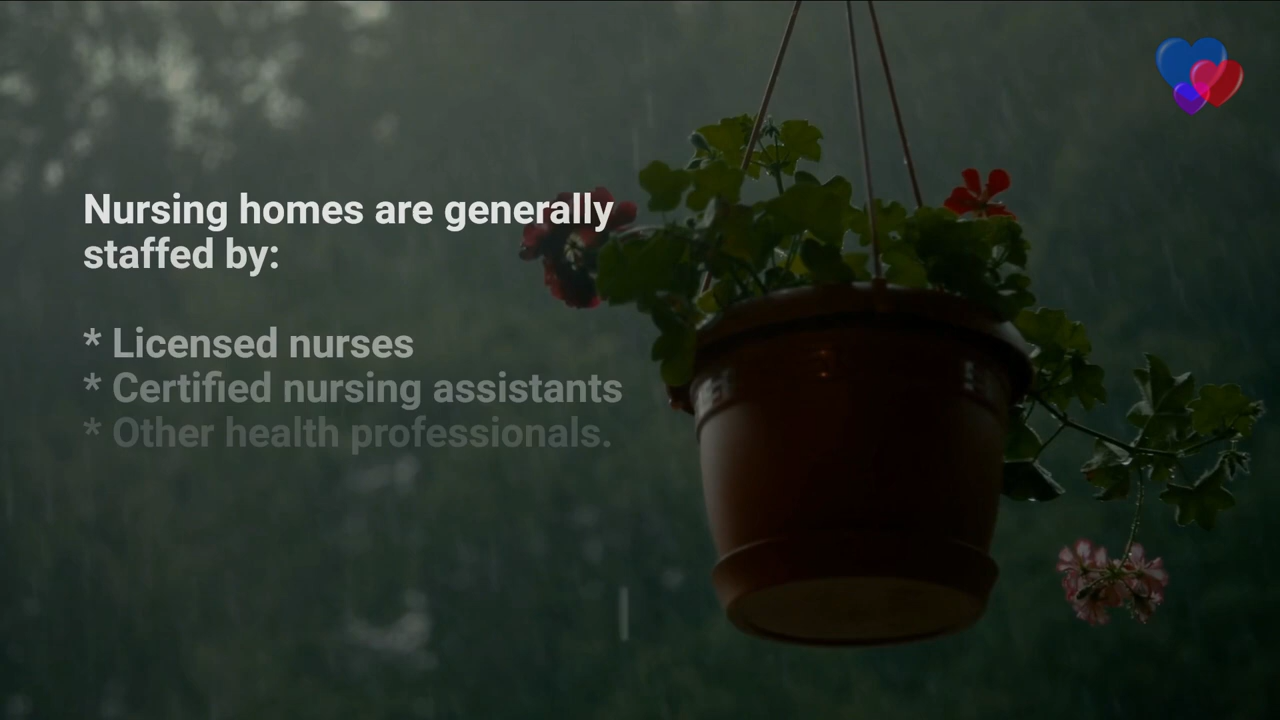 Nursing homes are generally
staffed by:
* Licensed nurses
* Certified nursing assistants
* Other health professionals.